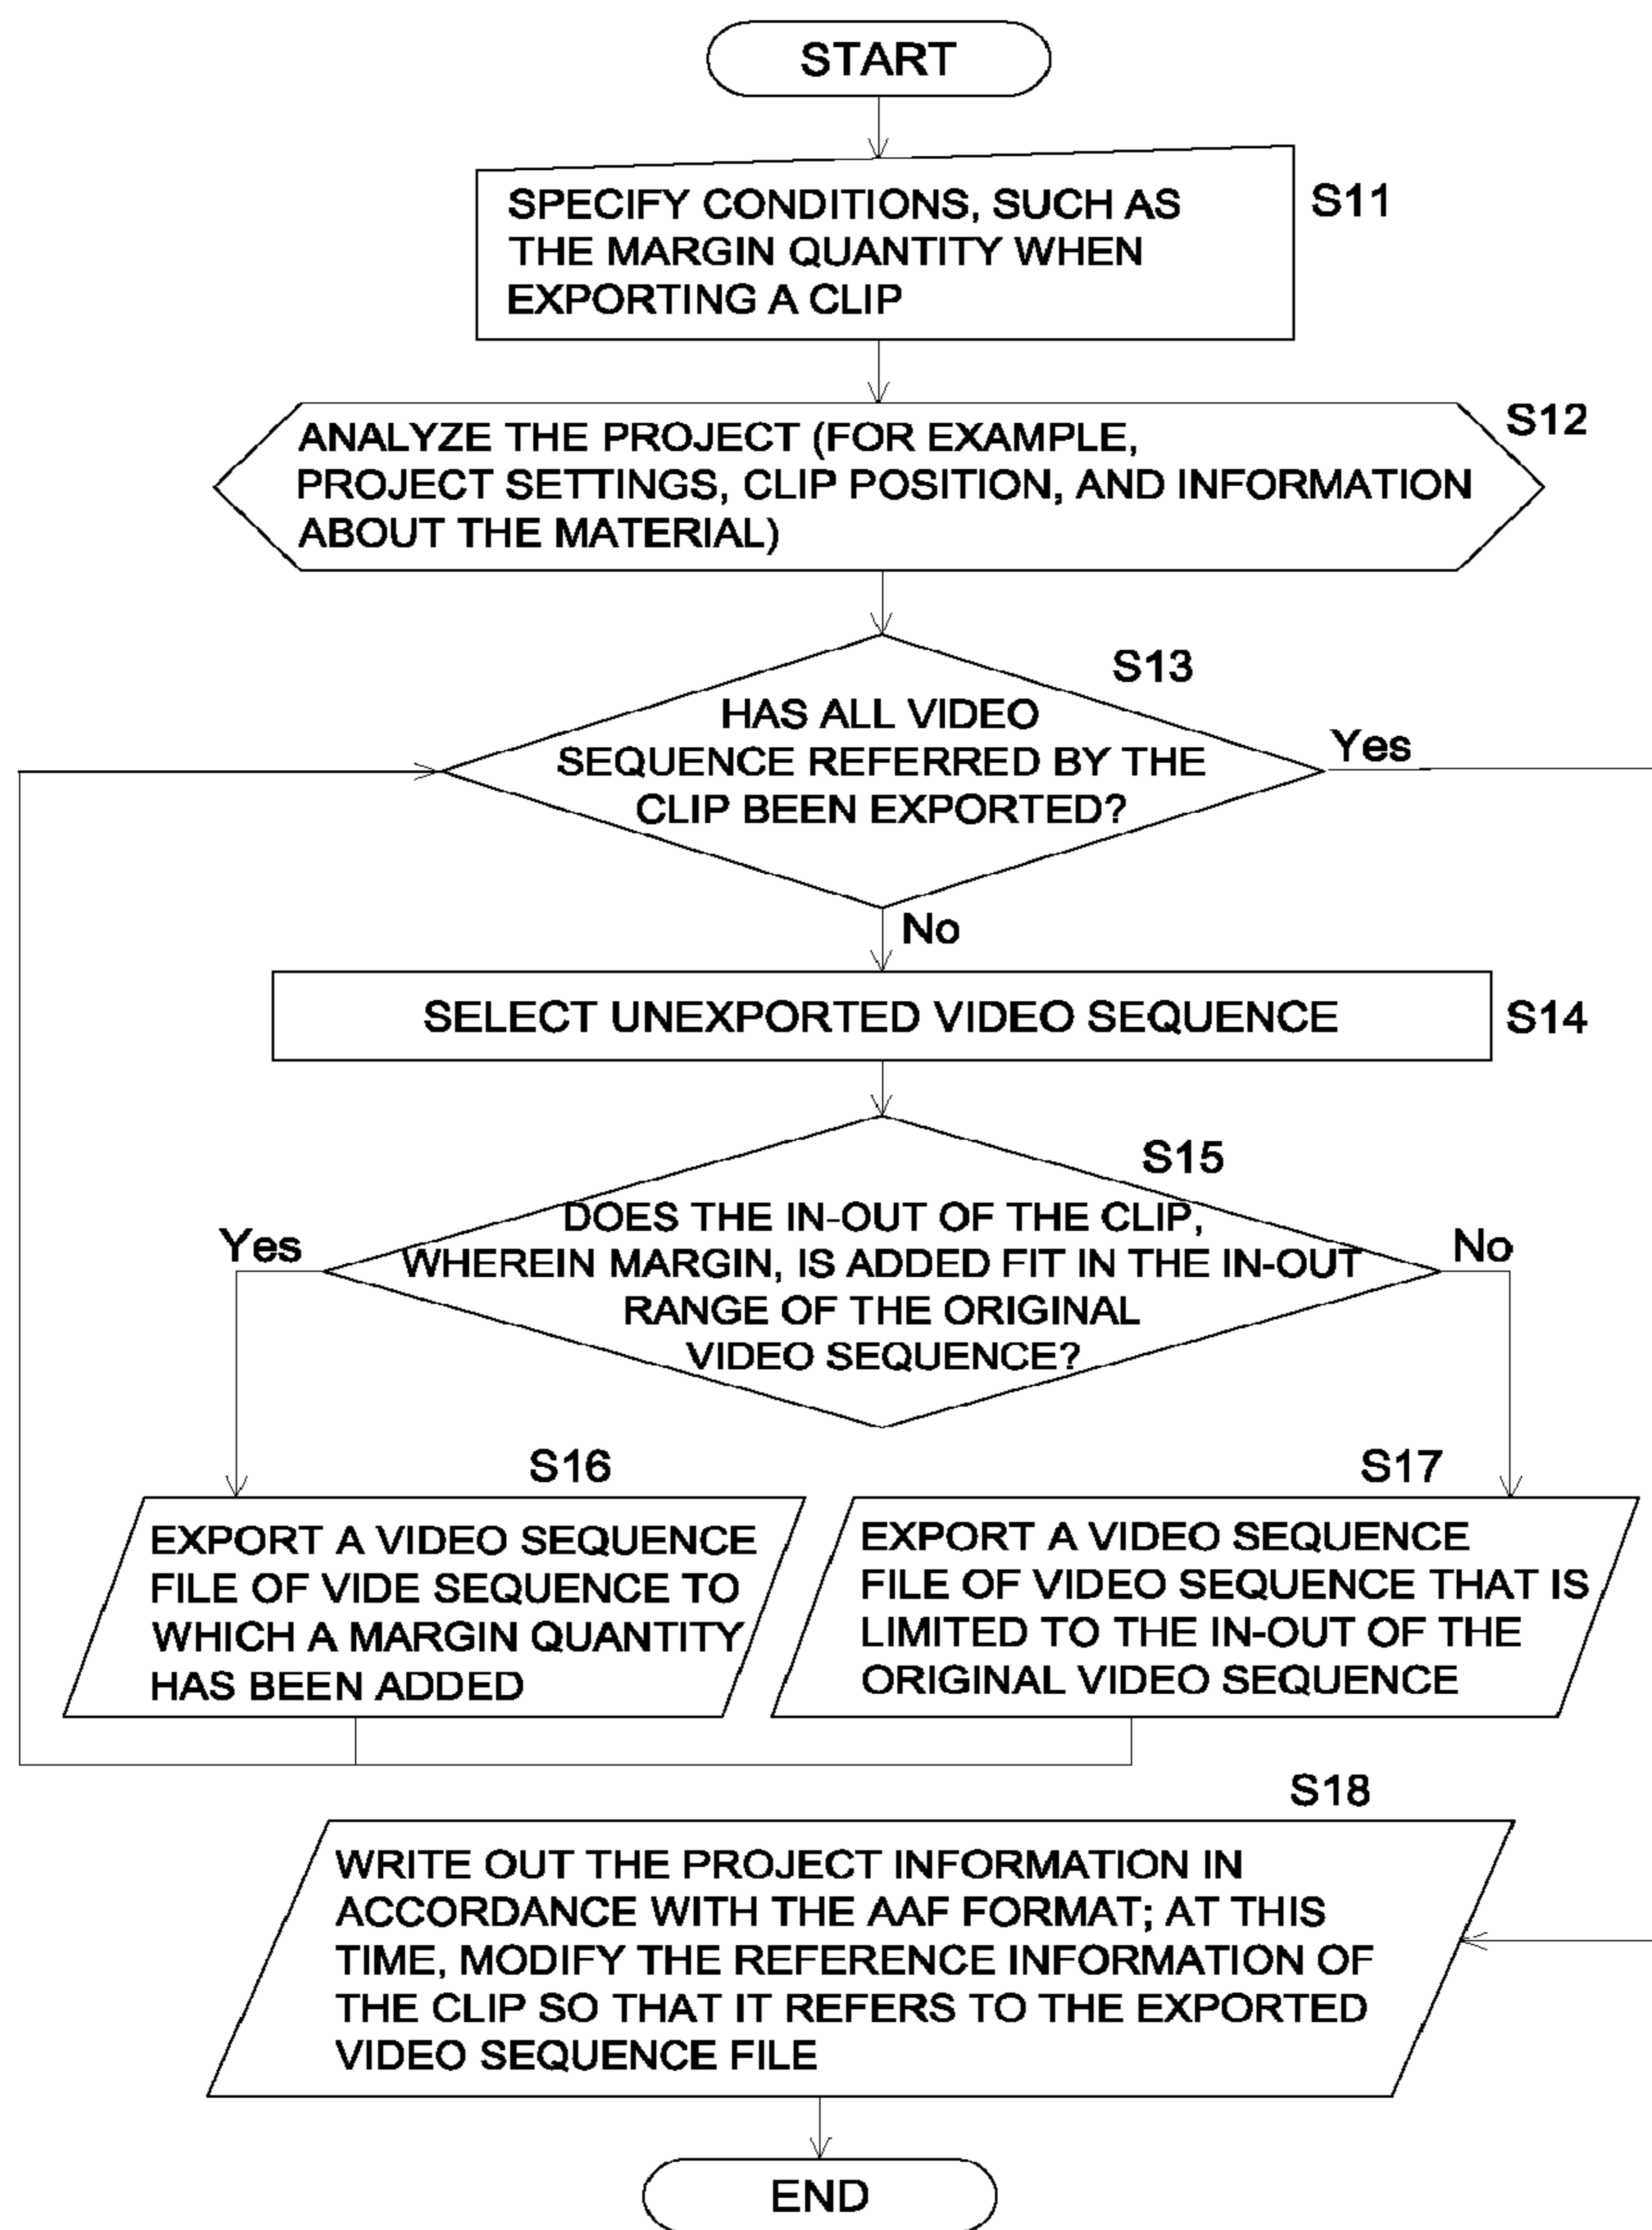 START
SPECIFY CONDITIONS, SUCH AS
THE MARGIN QUANTITY WHEN
EXPORTING A CLIP
S11
ANALYZE THE PROJECT (FOR EXAMPLE,
PROJECT SETTINGS, CLIP POSITION, AND INFORMATION
ABOUT THE MATERIAL)
S12
S13
HAS ALL VIDEO
SEQUENCE REFERRED BY THE
CLIP BEEN EXPORTED?
Yes
No
SELECT UNEXPORTED VIDEO SEQUENCE
S14
S15
DOES THE IN-OUT OF THE CLIP,
WHEREIN MARGIN, IS ADDED FIT IN THE IN-OUT
RANGE OF THE ORIGINAL
VIDEO SEQUENCE?
Yes
No
S16
EXPORT A VIDEO SEQUENCE
FILE OF VIDE SEQUENCE TO
WHICH A MARGIN QUANTITY
HAS BEEN ADDED
S17
EXPORT A VIDEO SEQUENCE
FILE OF VIDEO SEQUENCE THAT IS
LIMITED TO THE IN-OUT OF THE
ORIGINAL VIDEO SEQUENCE
S18
WRITE OUT THE PROJECT INFORMATION IN
ACCORDANCE WITH THE AAF FORMAT; AT THIS
TIME, MODIFY THE REFERENCE INFORMATION OF
THE CLIP SO THAT IT REFERS TO THE EXPORTED
VIDEO SEQUENCE FILE
END